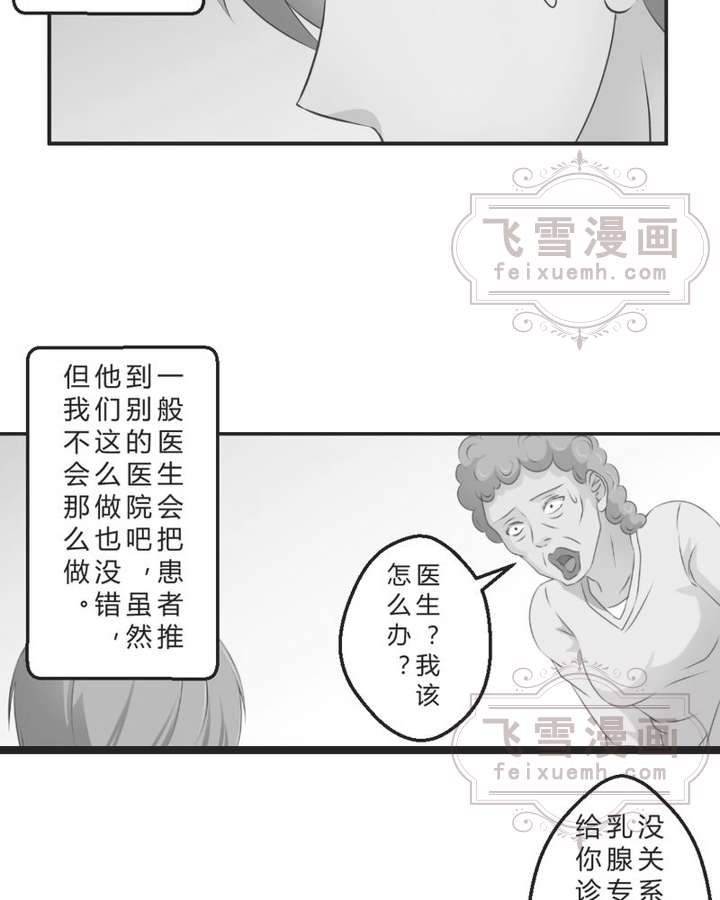 飞雪漫画
feixuemh.com
一般医生会把患者推
到别的医院吧，虽然
他们这么做也没错，
但我不会那么做。
医生？我该
怎么办？
飞雪漫画
feixuemh.com
没关系
乳腺专
给你诊